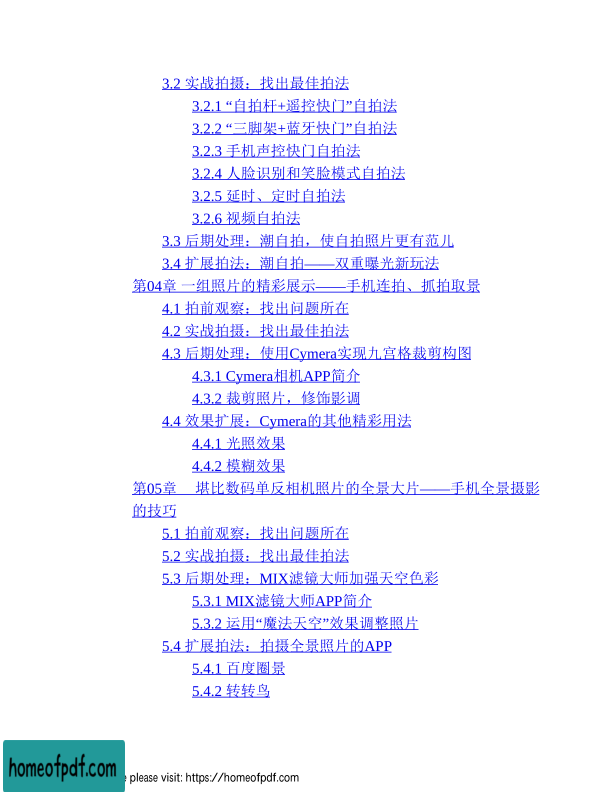 3.2 实战拍摄：找出最佳拍法
3.2.1 “自拍杆+遥控快门”自拍法
3.2.2 “三脚架+蓝牙快门”自拍法
3.2.3 手机声控快门自拍法
3.2.4 人脸识别和笑脸模式自拍法
3.2.5 延时、定时自拍法
3.2.6 视频自拍法
3.3 后期处理：潮自拍，使自拍照片更有范儿
3.4 扩展拍法：潮自拍——双重曝光新玩法
第04章 一组照片的精彩展示——手机连拍、抓拍取景
4.1 拍前观察：找出问题所在
4.2 实战拍摄：找出最佳拍法
4.3 后期处理：使用Cymera实现九宫格裁剪构图
4.3.1 Cymera相机APP简介
4.3.2 裁剪照片，修饰影调
4.4 效果扩展：Cymera的其他精彩用法
4.4.1 光照效果
4.4.2 模糊效果
第05章 堪比数码单反相机照片的全景大片——手机全景摄影
的技巧
5.1 拍前观察：找出问题所在
5.2 实战拍摄：找出最佳拍法
5.3 后期处理：MIX滤镜大师加强天空色彩
5.3.1 MIX滤镜大师APP简介
5.3.2 运用“魔法天空”效果调整照片
5.4 扩展拍法：拍摄全景照片的APP
5.4.1 百度圈景
5.4.2 转转鸟
homeofpdf.com
please visit: https://homeofpdf.com